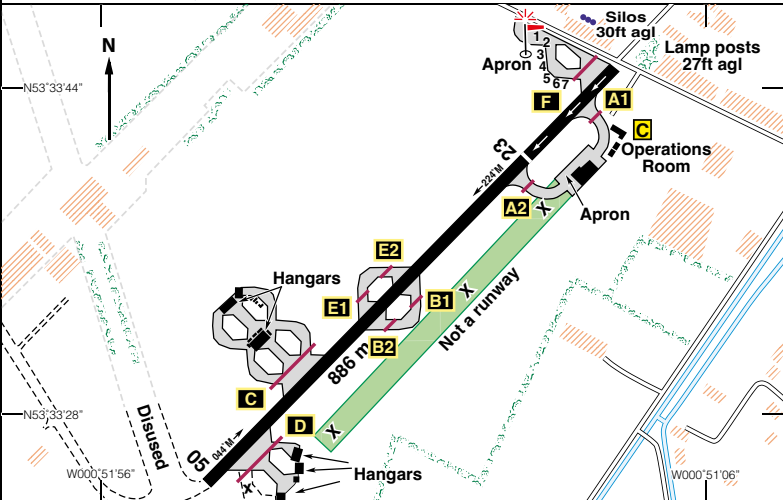 N
Silos
30ft agl
Lamp posts
27ft agl
1
2
3
4
5
6
7
Apron
N53°33'44"
F
A1
C
Operations
Room
23
224°M
A2
X
Apron
E2
Hangars
E1
B1
X
Not a runway
B2
886 m
C
D
X
N53°33'28"
Disused
05
044°M
W000°51'56"
X
Hangars
W000°51'06"